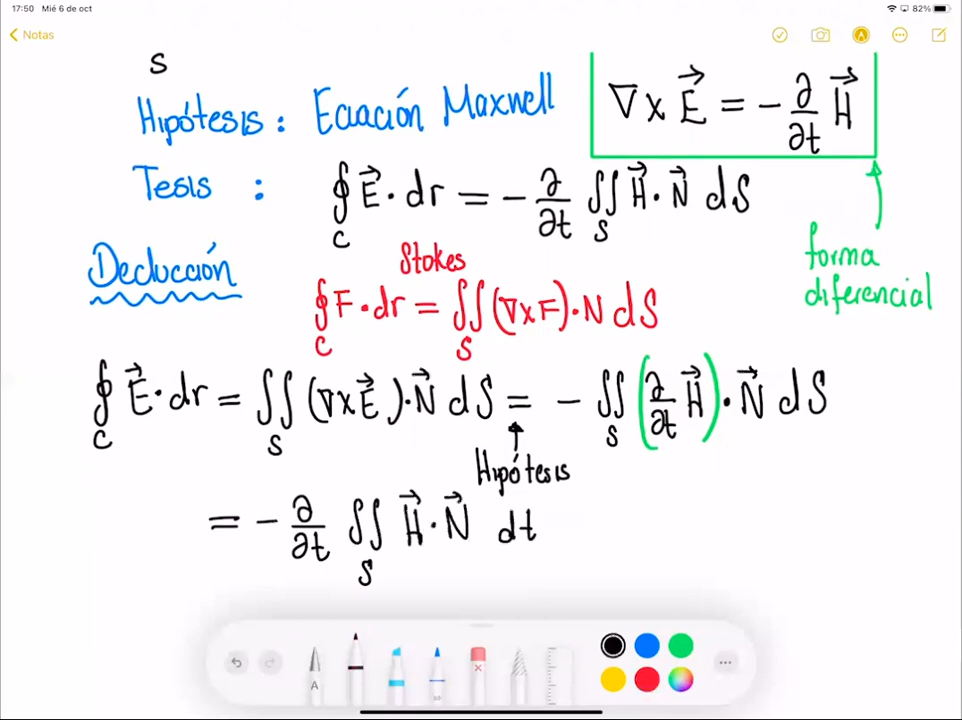 17:50 Mié 6 de oct 82%
Notas
S
Hipótesis : Ecuación Maxwell ∇ x E⃗ = - ∂/∂t H⃗
Tesis : ∮_C E⃗ · dr = - ∂/∂t ∬_S H⃗ · N⃗ dS
forma
diferencial
Deducción
Stokes
∮_C F · dr = ∬_S (∇xF) · N dS
∮_C E⃗ · dr = ∬_S (∇xE⃗) · N⃗ dS = - ∬_S (∂/∂t H⃗) · N⃗ dS
Hipótesis
= - ∂/∂t ∬_S H⃗ · N⃗ dt
A